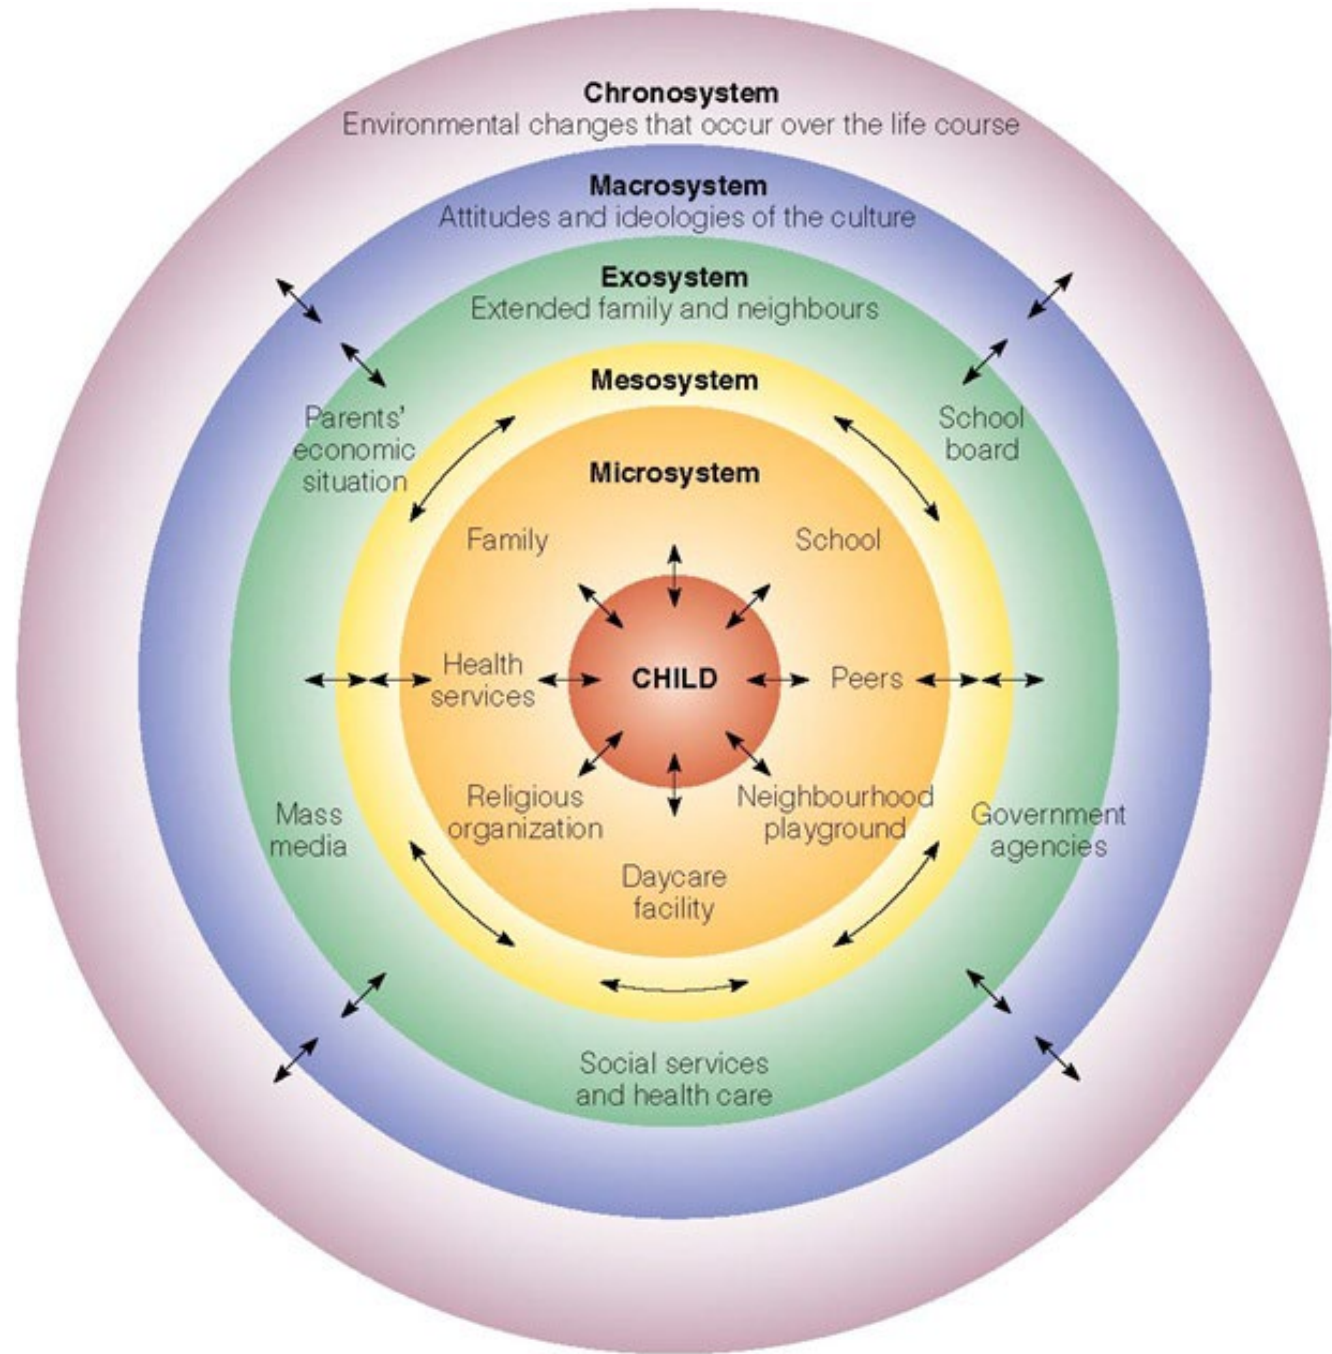 Chronosystem
Environmental changes that occur over the life course
Macrosystem
Attitudes and ideologies of the culture
Exosystem
Extended family and neighbours
Mesosystem
Parents'
economic
situation
School
board
Microsystem
Family
School
Health
services
CHILD
Peers
Religious
organization
Neighbourhood
playground
Mass
media
Government
agencies
Daycare
facility
Social services
and health care